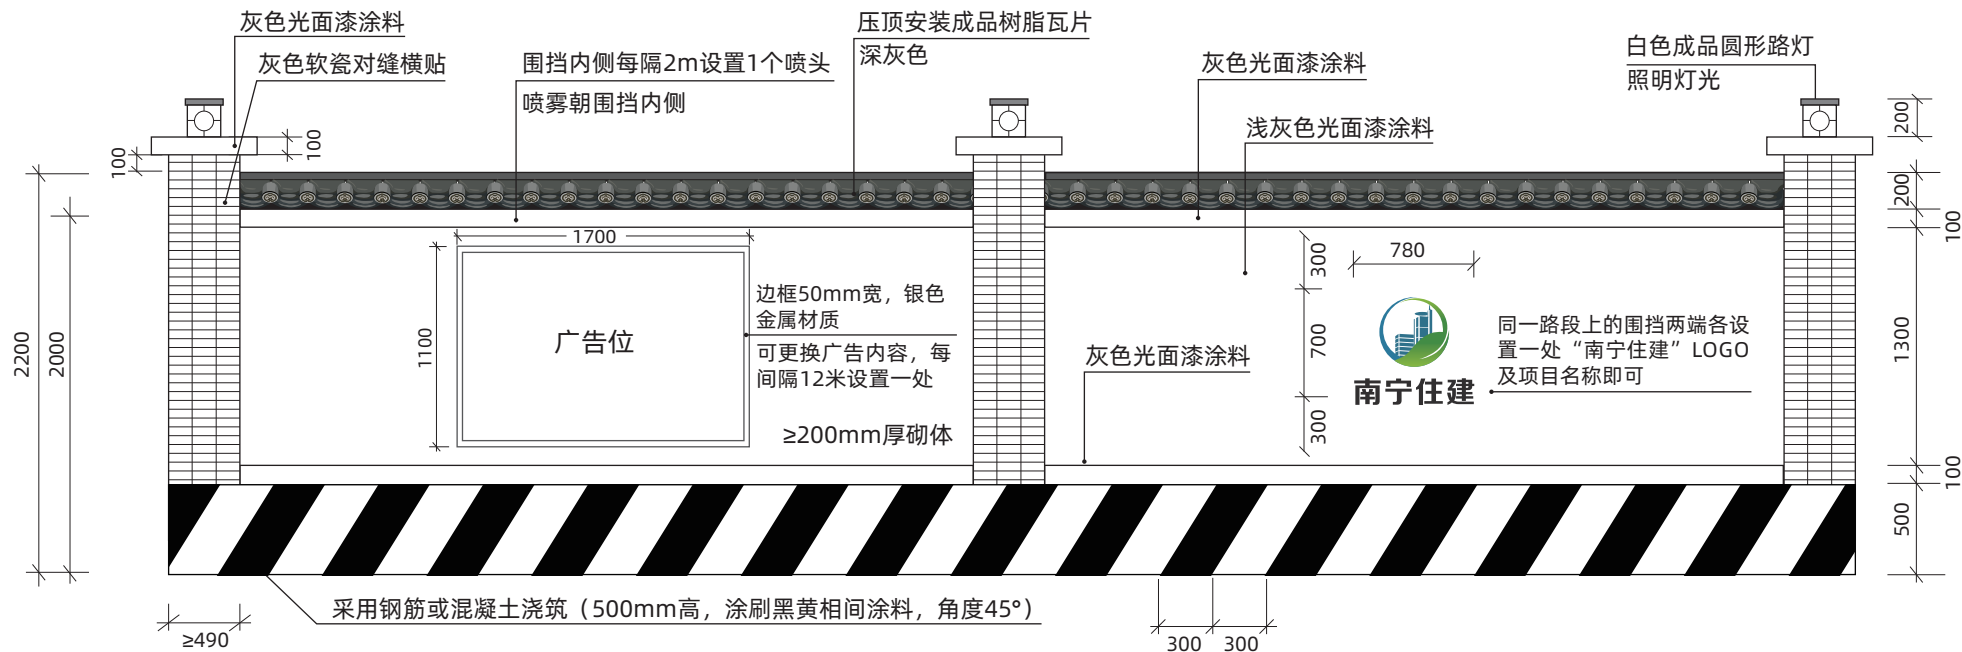 灰色光面漆涂料
灰色软瓷对缝横贴
围挡内侧每隔2m设置1个喷头
喷雾朝围挡内侧
压顶安装成品树脂瓦片
深灰色
灰色光面漆涂料
浅灰色光面漆涂料
白色成品圆形路灯
照明灯光
100
100
200
200
100
1300
100
500
2200
2000
1700
1100
广告位
边框50mm宽，银色
金属材质
可更换广告内容，每
间隔12米设置一处
≥200mm厚砌体
灰色光面漆涂料
300
700
300
780
南宁住建
同一路段上的围挡两端各设
置一处“南宁住建”LOGO
及项目名称即可
采用钢筋或混凝土浇筑（500mm高，涂刷黑黄相间涂料，角度45°）
≥490
300
300